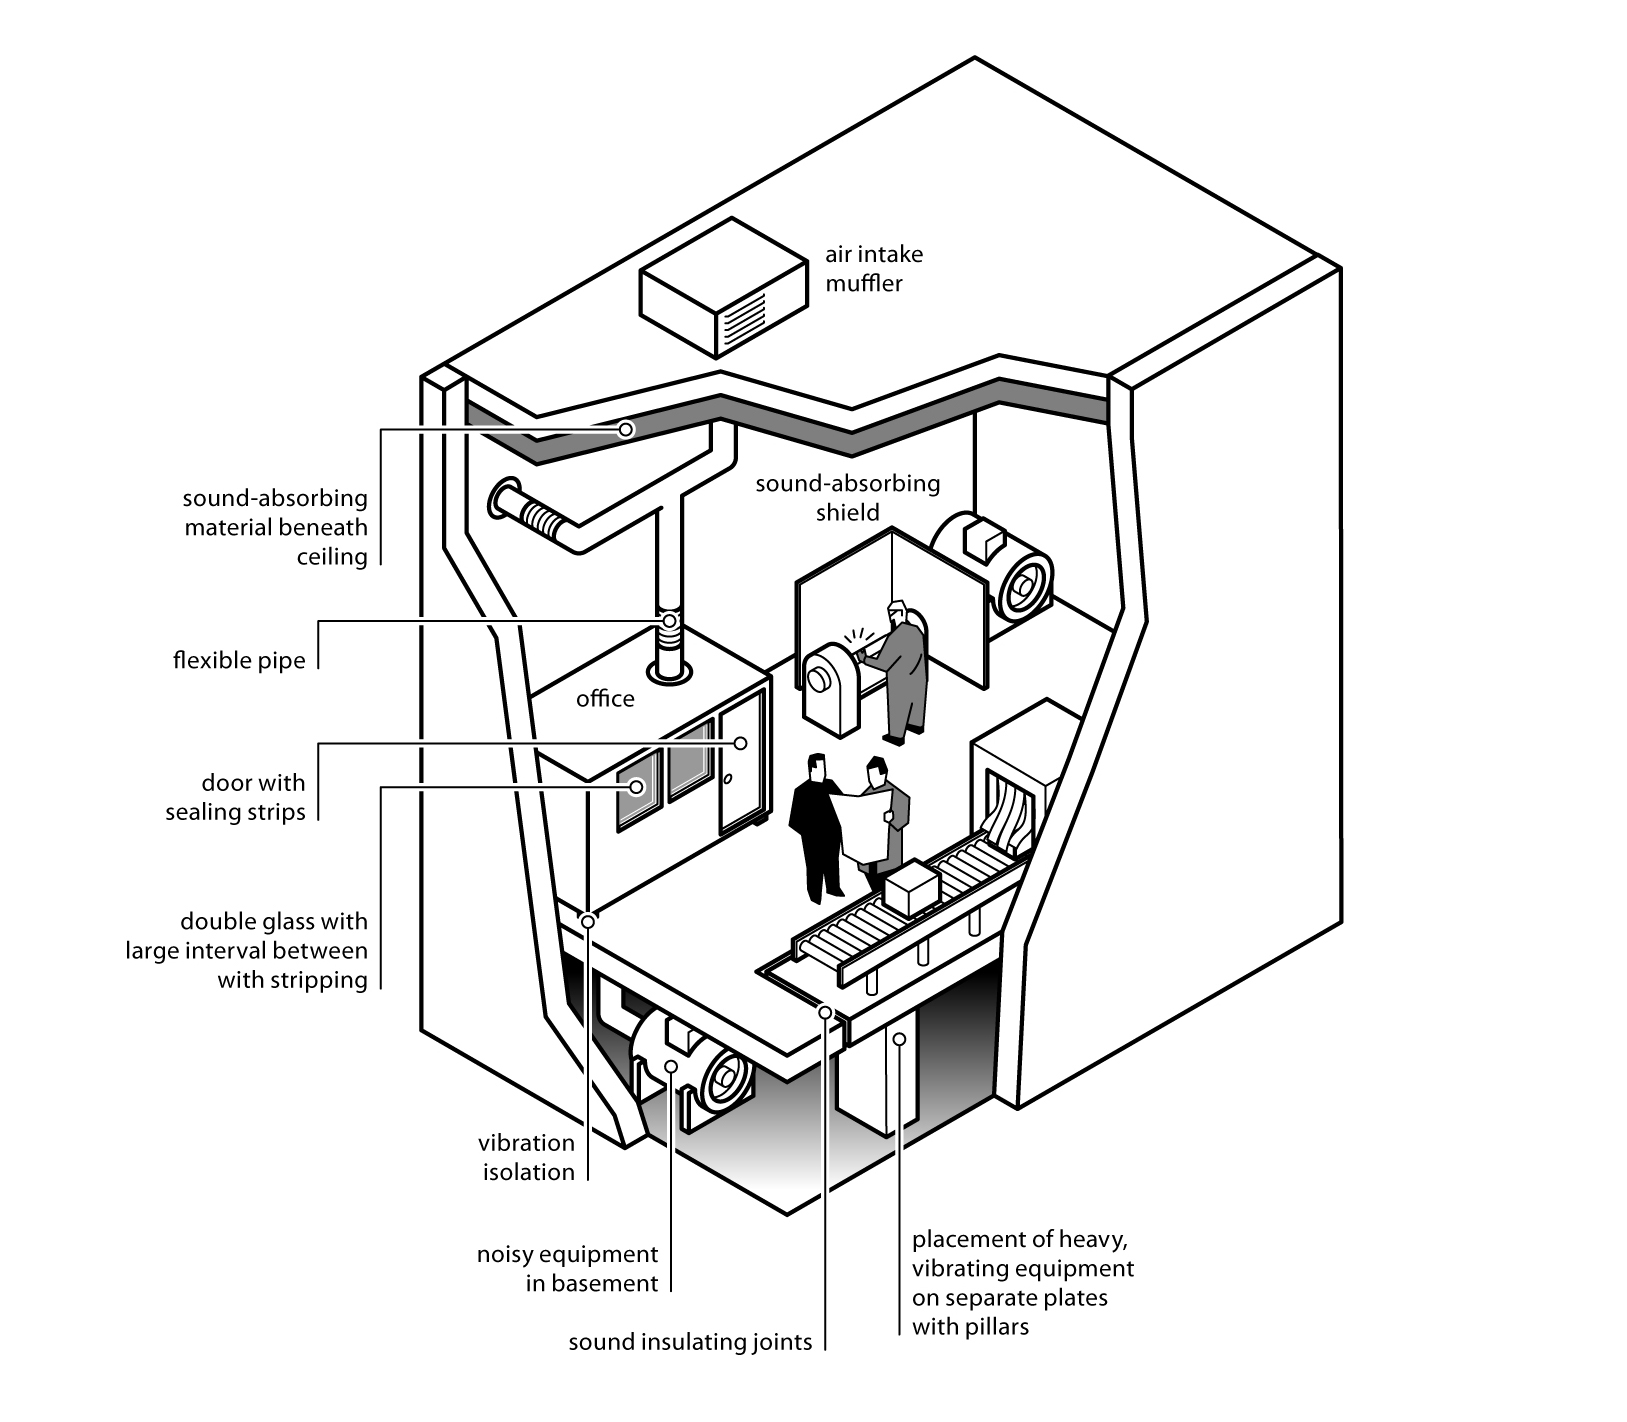 air intake
muffler
sound-absorbing
shield
sound-absorbing
material beneath
ceiling
flexible pipe
office
door with
sealing strips
double glass with
large interval between
with stripping
vibration
isolation
noisy equipment
in basement
sound insulating joints
placement of heavy,
vibrating equipment
on separate plates
with pillars